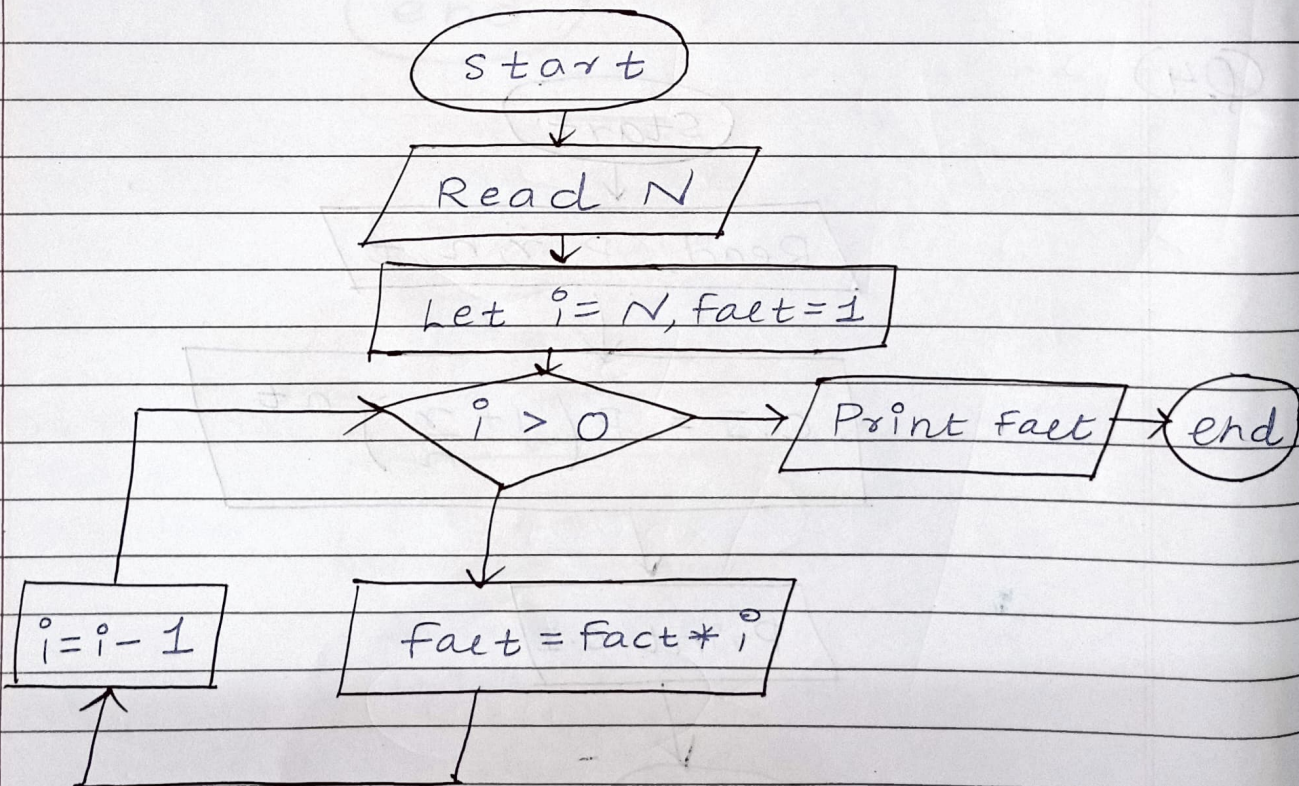 start
Read N
Let i = N, fact = 1
i > 0
Print fact
end
i = i - 1
fact = fact * i